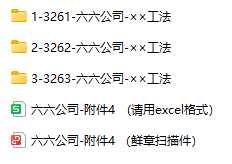 1-3261-六六公司-××工法
2-3262-六六公司-××工法
3-3263-六六公司-××工法
六六公司-附件4 （请用excel格式）
六六公司-附件4 （鲜章扫描件）